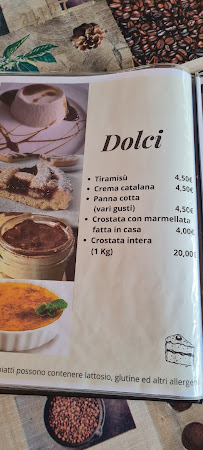 Dolci
• Tiramisù 4,50€
• Crema catalana 4,50€
• Panna cotta
(vari gusti) 4,50€
• Crostata con marmellata
fatta in casa 4,00€
• Crostata intera
(1 Kg) 20,00€
piatti possono contenere lattosio, glutine ed altri allergen